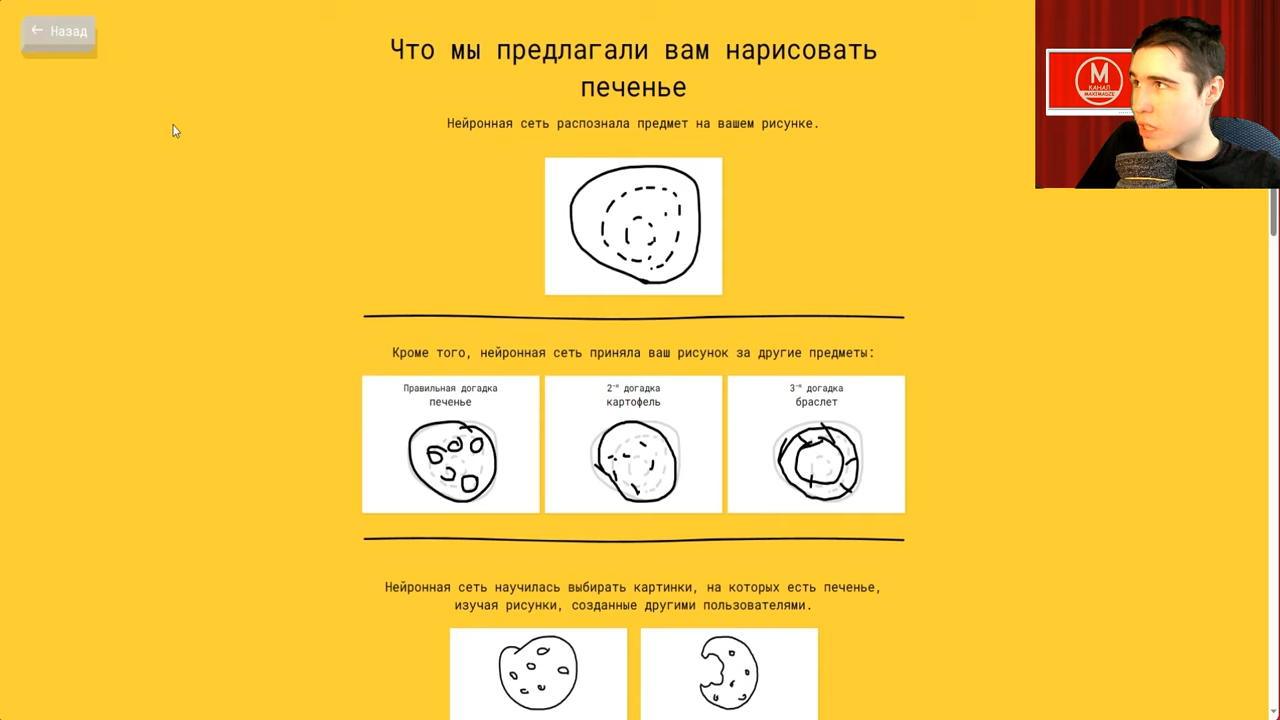 ← Назад
Что мы предлагали вам нарисовать
печенье
Нейронная сеть распознала предмет на вашем рисунке.
М
КАНАЛ
MAXIMADZE
Кроме того, нейронная сеть приняла ваш рисунок за другие предметы:
Правильная догадка
печенье
2⁻ᵃ догадка
картофель
3⁻ᵃ догадка
браслет
Нейронная сеть научилась выбирать картинки, на которых есть печенье,
изучая рисунки, созданные другими пользователями.